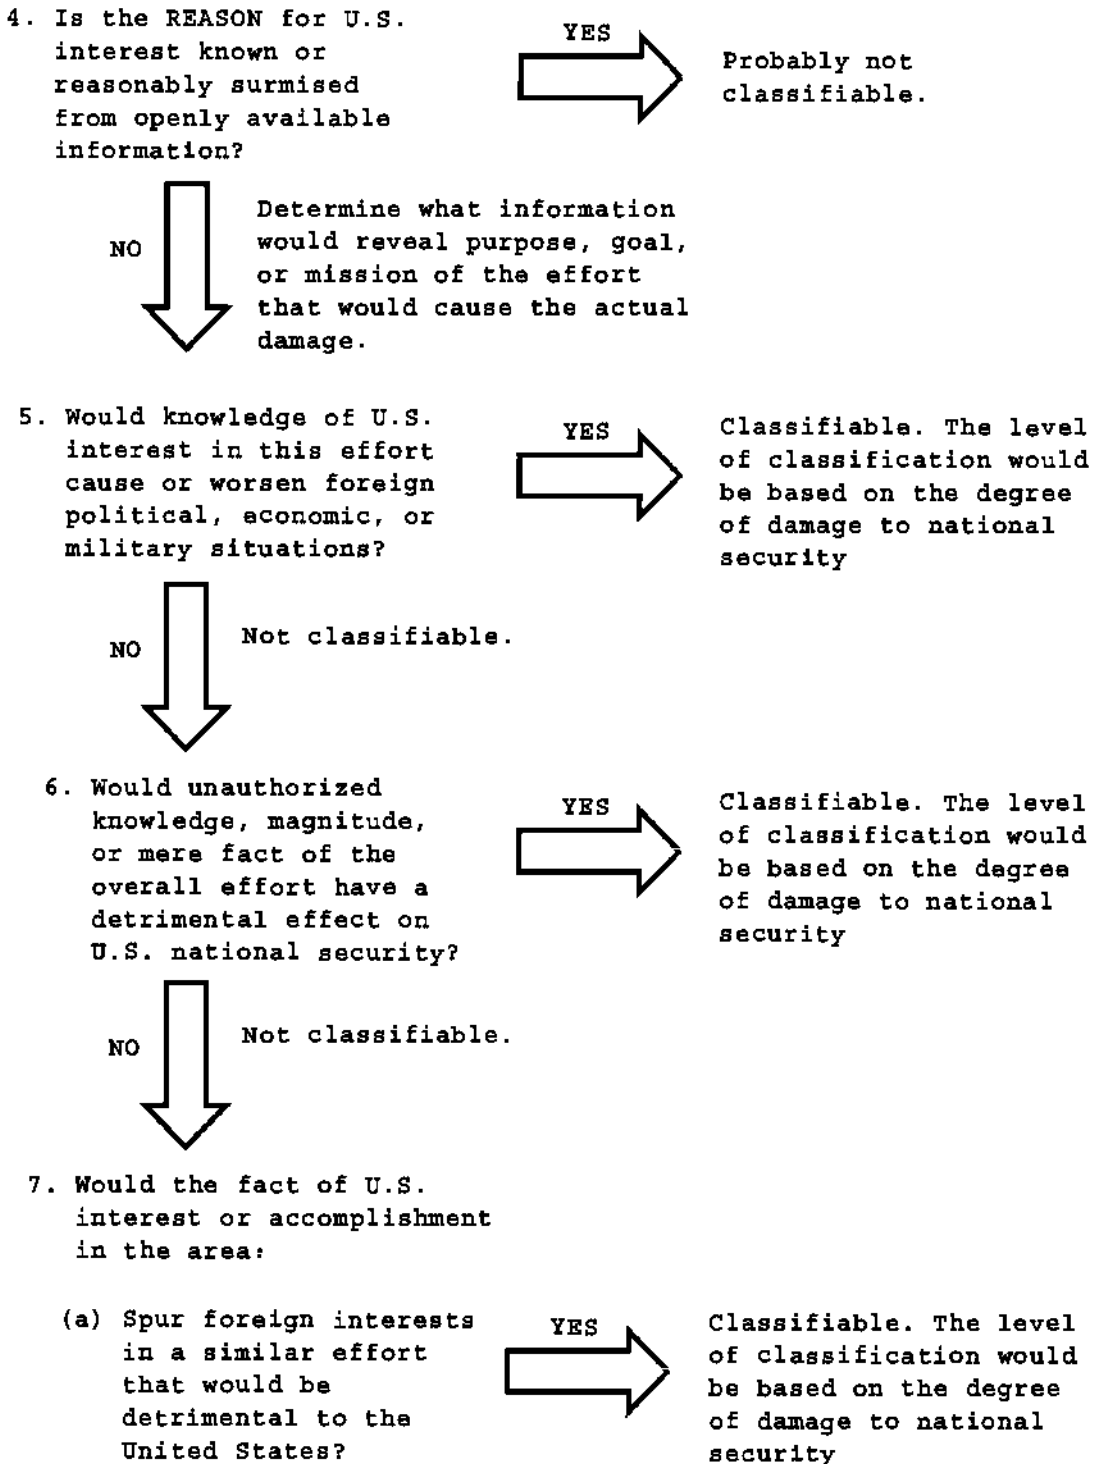 4. Is the REASON for U.S.
interest known or
reasonably surmised
from openly available
information?
YES
Probably not
classifiable.
NO
Determine what information
would reveal purpose, goal,
or mission of the effort
that would cause the actual
damage.
5. Would knowledge of U.S.
interest in this effort
cause or worsen foreign
political, economic, or
military situations?
YES
Classifiable. The level
of classification would
be based on the degree
of damage to national
security
NO
Not classifiable.
6. Would unauthorized
knowledge, magnitude,
or mere fact of the
overall effort have a
detrimental effect on
U.S. national security?
YES
Classifiable. The level
of classification would
be based on the degree
of damage to national
security
NO
Not classifiable.
7. Would the fact of U.S.
interest or accomplishment
in the area:
(a) Spur foreign interests
in a similar effort
that would be
detrimental to the
United States?
YES
Classifiable. The level
of classification would
be based on the degree
of damage to national
security